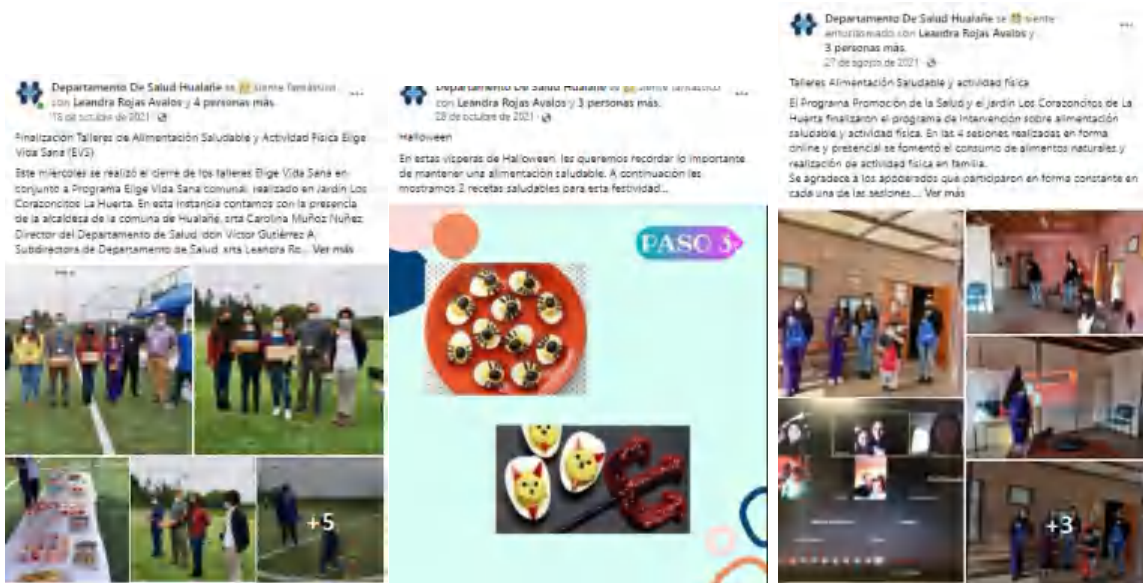 Departamento De Salud Hualañe se siente fantástico
con Leandra Rojas Avalos y 4 personas más.
18 de octubre de 2021 ·
Finalización Talleres de Alimentación Saludable y Actividad Física Elige
Vida Sana (EVS)
Este miércoles se realizó el cierre de los talleres Elige Vida Sana en
conjunto a Programa Elige Vida Sana comunal, realizado en Jardín Los
Corazoncitos La Huerta. En esta instancia contamos con la presencia
de la alcaldesa de la comuna de Hualañé, srta Carolina Muñoz Nuñez,
Director del Departamento de Salud, don Victor Gutiérrez A,
Subdirectora de Departamento de Salud, srta Leandra Ro... Ver más
+5
Departamento De Salud Hualañe se siente fantástico
con Leandra Rojas Avalos y 3 personas más.
28 de octubre de 2021 ·
Halloween
En estas vísperas de Halloween, les queremos recordar lo importante
de mantener una alimentación saludable. A continuación les
mostramos 2 recetas saludables para esta festividad...
PASO 3
Departamento De Salud Hualañe se siente
entusiasmado con Leandra Rojas Avalos y
3 personas más.
27 de agosto de 2021 ·
Talleres Alimentación Saludable y actividad física
El Programa Promoción de la Salud y el jardín Los Corazoncitos de La
Huerta finalizaron el programa de intervención sobre alimentación
saludable y actividad física. En las 4 sesiones realizadas en forma
online y presencial se fomentó el consumo de alimentos naturales y
realización de actividad física en familia.
Se agradece a los apoderados que participaron en forma constante en
cada una de las sesiones.... Ver más
+3